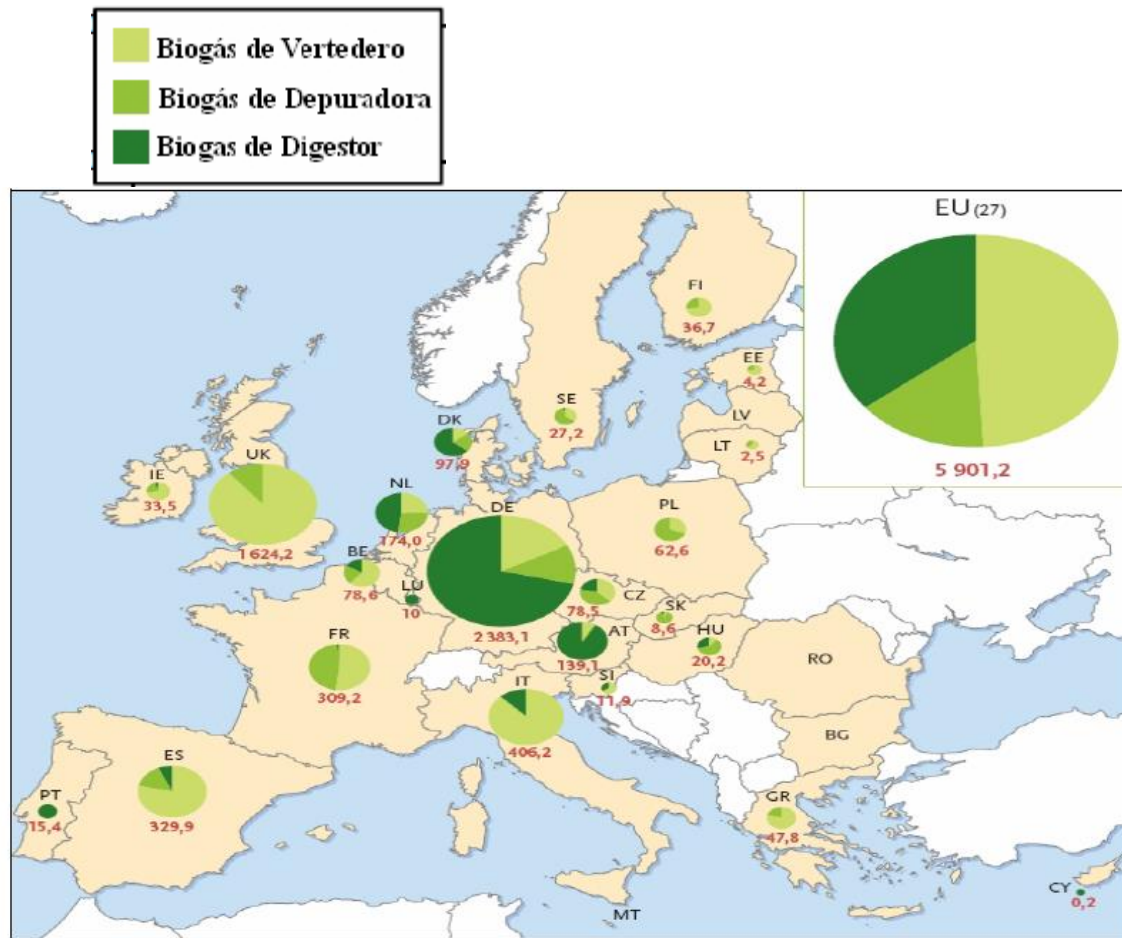 Biogás de Vertedero
Biogás de Depuradora
Biogas de Digestor
EU (27)
5 901,2
FI
36,7
EE
4,2
SE
27,2
LV
DK
97,9
LT
2,5
UK
1 624,2
IE
33,5
NL
174,0
DE
2 383,1
PL
62,6
BE
78,6
LU
10
CZ
78,5
SK
8,6
AT
139,1
HU
20,2
FR
309,2
RO
IT
406,2
SI
11,9
BG
ES
329,9
PT
15,4
GR
47,8
CY
0,2
MT